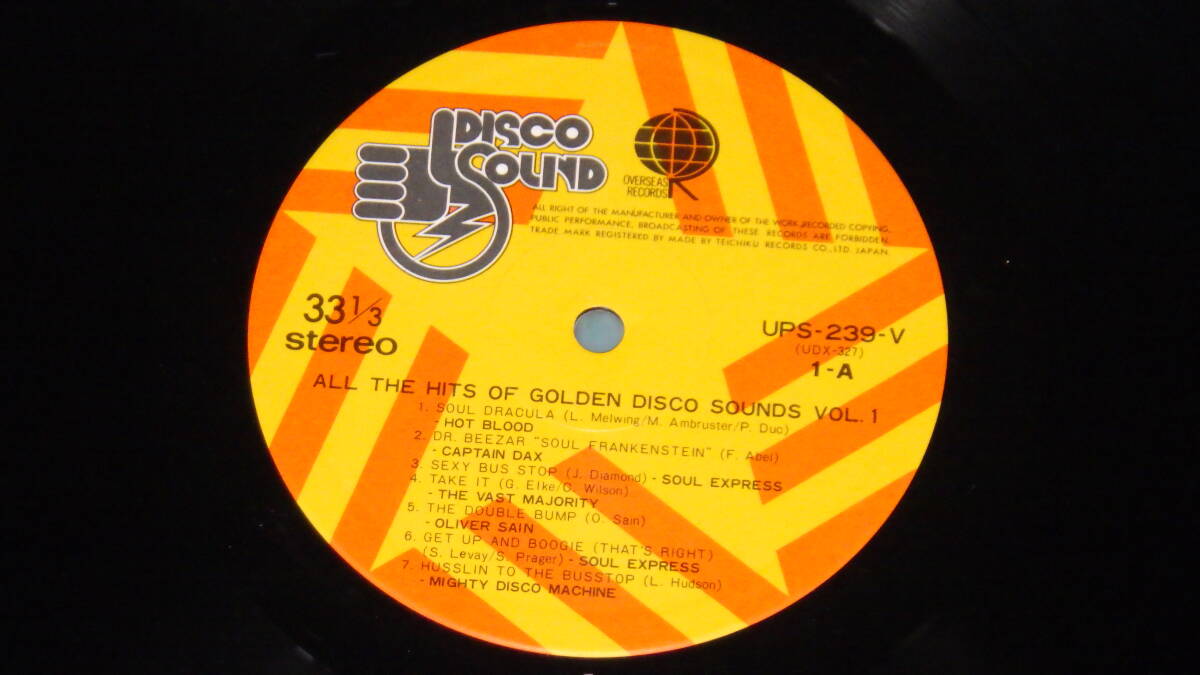 DISCO
SOUND
OVERSEAS
RECORDS
ALL RIGHT OF THE MANUFACTURER AND OWNER OF THE WORK RECORDED COPYING,
PUBLIC PERFORMANCE, BROADCASTING OF THESE RECORDS ARE FORBIDDEN.
TRADE MARK REGISTERED BY MADE BY TEICHIKU RECORDS CO., LTD. JAPAN.
33 1/3
stereo
UPS-239-V
(UDX-327)
1-A
ALL THE HITS OF GOLDEN DISCO SOUNDS VOL. 1
1. SOUL DRACULA (L. Melwing/M. Ambruster/P. Duc)
- HOT BLOOD
2. DR. BEEZAR "SOUL FRANKENSTEIN" (F. Abel)
- CAPTAIN DAX
3. SEXY BUS STOP (J. Diamond) - SOUL EXPRESS
4. TAKE IT (G. Elke/C. Wilson)
- THE VAST MAJORITY
5. THE DOUBLE BUMP (O. Sain)
- OLIVER SAIN
6. GET UP AND BOOGIE (THAT'S RIGHT)
(S. Levay/S. Prager) - SOUL EXPRESS
7. HUSSLIN TO THE BUSSTOP (L. Hudson)
- MIGHTY DISCO MACHINE